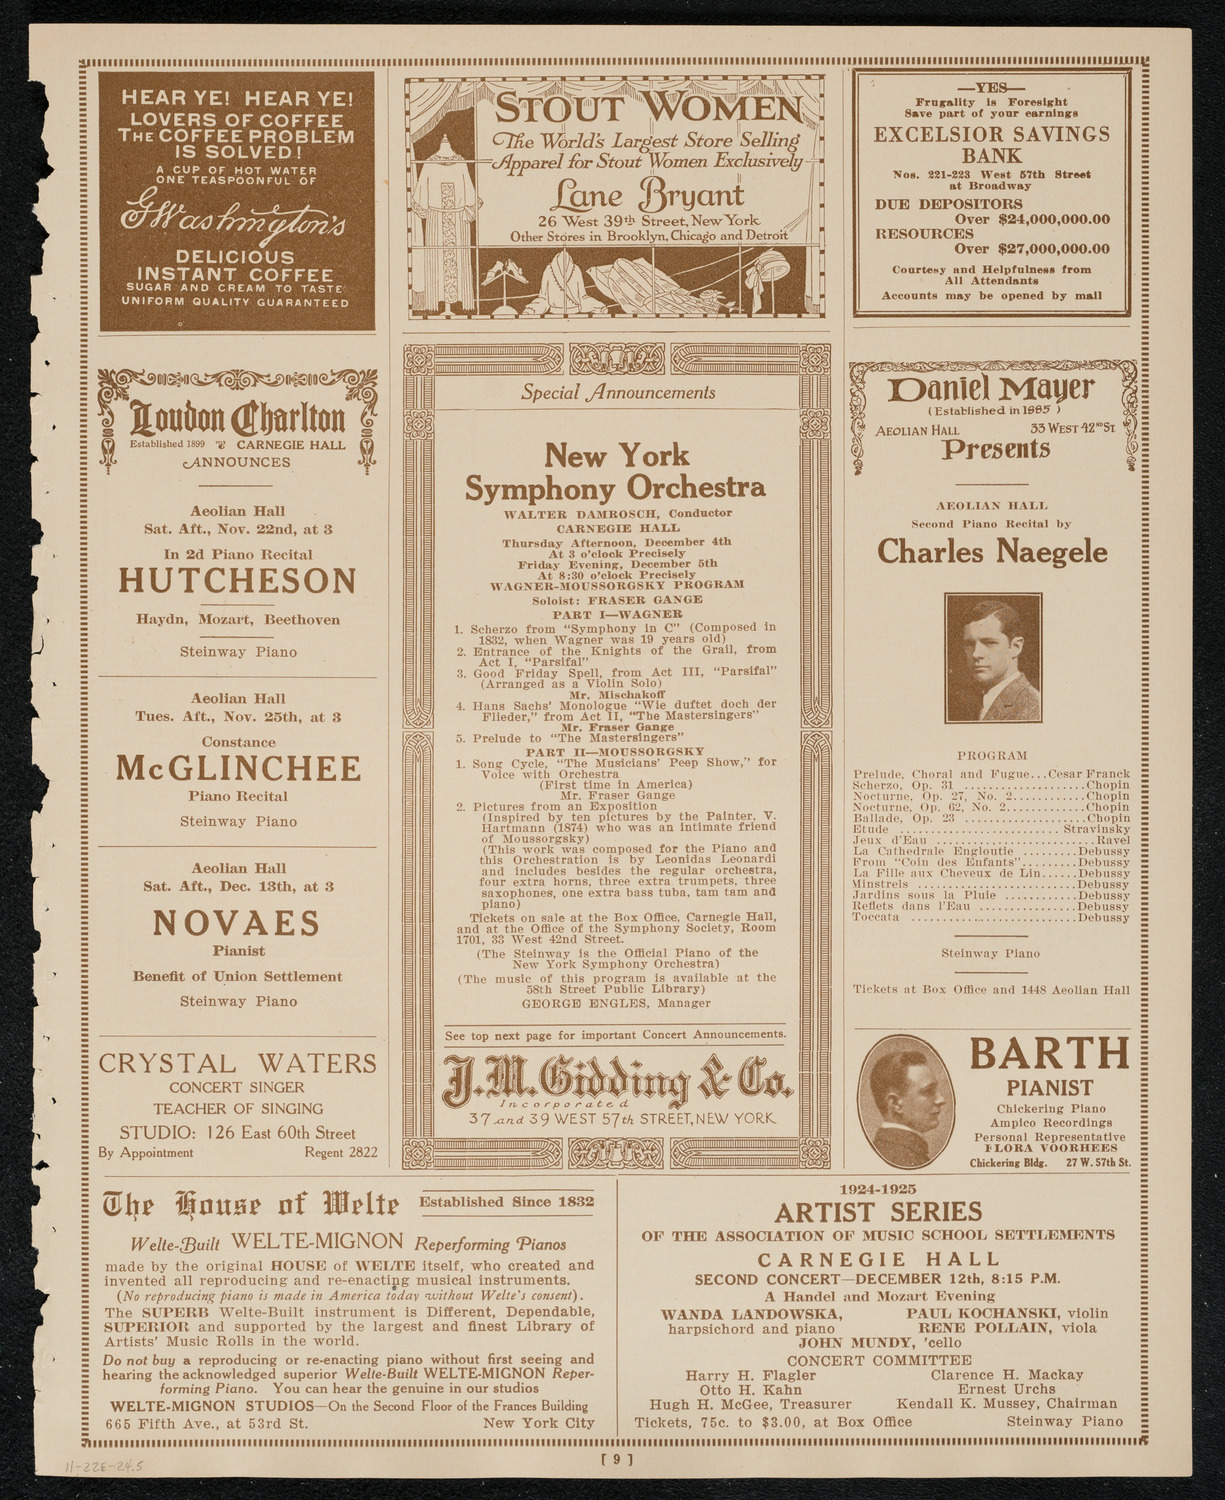 HEAR YE! HEAR YE!
LOVERS OF COFFEE
THE COFFEE PROBLEM
IS SOLVED!
A CUP OF HOT WATER
ONE TEASPOONFUL OF
G Washington's
DELICIOUS
INSTANT COFFEE
SUGAR AND CREAM TO TASTE
UNIFORM QUALITY GUARANTEED
STOUT WOMEN
The World's Largest Store Selling
Apparel for Stout Women Exclusively
Lane Bryant
26 West 39th Street, New York
Other Stores in Brooklyn, Chicago and Detroit
—YES—
Frugality is Foresight
Save part of your earnings
EXCELSIOR SAVINGS
BANK
Nos. 221-223 West 57th Street
at Broadway
DUE DEPOSITORS
Over $24,000,000.00
RESOURCES
Over $27,000,000.00
Courtesy and Helpfulness from
All Attendants
Accounts may be opened by mail
Loudon Charlton
Established 1899 CARNEGIE HALL
ANNOUNCES
Aeolian Hall
Sat. Aft., Nov. 22nd, at 3
In 2d Piano Recital
HUTCHESON
Haydn, Mozart, Beethoven
Steinway Piano
Aeolian Hall
Tues. Aft., Nov. 25th, at 3
Constance
McGLINCHEE
Piano Recital
Steinway Piano
Aeolian Hall
Sat. Aft., Dec. 13th, at 3
NOVAES
Pianist
Benefit of Union Settlement
Steinway Piano
CRYSTAL WATERS
CONCERT SINGER
TEACHER OF SINGING
STUDIO: 126 East 60th Street
By Appointment Regent 2822
Special Announcements
New York
Symphony Orchestra
WALTER DAMROSCH, Conductor
CARNEGIE HALL
Thursday Afternoon, December 4th
At 3 o'clock Precisely
Friday Evening, December 5th
At 8:30 o'clock Precisely
WAGNER-MOUSSORGSKY PROGRAM
Soloist: FRASER GANGE
PART I—WAGNER
1. Scherzo from "Symphony in C" (Composed in
1832, when Wagner was 19 years old)
2. Entrance of the Knights of the Grail, from
Act I, "Parsifal"
3. Good Friday Spell, from Act III, "Parsifal"
(Arranged as a Violin Solo)
Mr. Mischakoff
4. Hans Sachs' Monologue "Wie duftet doch der
Flieder," from Act II, "The Mastersingers"
Mr. Fraser Gange
5. Prelude to "The Mastersingers"
PART II—MOUSSORGSKY
1. Song Cycle, "The Musicians' Peep Show," for
Voice with Orchestra
(First time in America)
Mr. Fraser Gange
2. Pictures from an Exposition
(Inspired by ten pictures by the Painter, V.
Hartmann (1874) who was an intimate friend
of Moussorgsky)
(This work was composed for the Piano and
this Orchestration is by Leonidas Leonardi
and includes besides the regular orchestra,
four extra horns, three extra trumpets, three
saxophones, one extra bass tuba, tam tam and
piano)
Tickets on sale at the Box Office, Carnegie Hall,
and at the Office of the Symphony Society, Room
1701, 33 West 42nd Street.
(The Steinway is the Official Piano of the
New York Symphony Orchestra)
(The music of this program is available at the
58th Street Public Library)
GEORGE ENGLES, Manager
See top next page for important Concert Announcements.
J.M. Gidding & Co.
Incorporated
37 and 39 WEST 57th STREET, NEW YORK
Daniel Mayer
(Established in 1885)
AEOLIAN HALL 33 WEST 42ND ST.
Presents
AEOLIAN HALL
Second Piano Recital by
Charles Naegele
PROGRAM
Prelude, Choral and Fugue...Cesar Franck
Scherzo, Op. 31 ....................Chopin
Nocturne, Op. 27, No. 2............Chopin
Nocturne, Op. 62, No. 2............Chopin
Ballade, Op. 23 ....................Chopin
Etude .......................... Stravinsky
Jeux d'Eau ..........................Ravel
La Cathedrale Engloutie .........Debussy
From "Coin des Enfants".........Debussy
La Fille aux Cheveux de Lin......Debussy
Minstrels ..........................Debussy
Jardins sous la Pluie ............Debussy
Reflets dans l'Eau ................Debussy
Toccata ...........................Debussy
Steinway Piano
Tickets at Box Office and 1448 Aeolian Hall
BARTH
PIANIST
Chickering Piano
Ampico Recordings
Personal Representative
FLORA VOORHEES
Chickering Bldg. 27 W. 57th St.
The House of Welte Established Since 1832
Welte-Built WELTE-MIGNON Reperforming Pianos
made by the original HOUSE of WELTE itself, who created and
invented all reproducing and re-enacting musical instruments.
(No reproducing piano is made in America today without Welte's consent).
The SUPERB Welte-Built instrument is Different, Dependable,
SUPERIOR and supported by the largest and finest Library of
Artists' Music Rolls in the world.
Do not buy a reproducing or re-enacting piano without first seeing and
hearing the acknowledged superior Welte-Built WELTE-MIGNON Reper-
forming Piano. You can hear the genuine in our studios
WELTE-MIGNON STUDIOS—On the Second Floor of the Frances Building
665 Fifth Ave., at 53rd St. New York City
1924-1925
ARTIST SERIES
OF THE ASSOCIATION OF MUSIC SCHOOL SETTLEMENTS
CARNEGIE HALL
SECOND CONCERT—DECEMBER 12th, 8:15 P.M.
A Handel and Mozart Evening
WANDA LANDOWSKA, PAUL KOCHANSKI, violin
harpsichord and piano RENE POLLAIN, viola
JOHN MUNDY, 'cello
CONCERT COMMITTEE
Harry H. Flagler Clarence H. Mackay
Otto H. Kahn Ernest Urchs
Hugh H. McGee, Treasurer Kendall K. Mussey, Chairman
Tickets, 75c. to $3.00, at Box Office Steinway Piano
[ 9 ]
11-22E-24.5